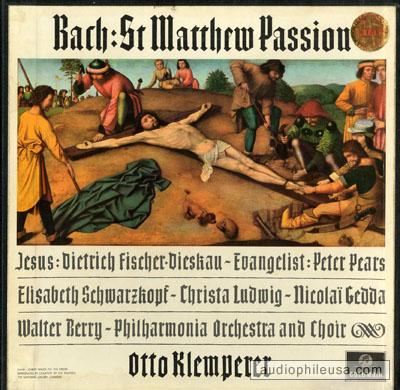 Bach: St Matthew Passion
Jesus: Dietrich Fischer-Dieskau - Evangelist: Peter Pears
Elisabeth Schwarzkopf - Christa Ludwig - Nicolaï Gedda
Walter Berry - Philharmonia Orchestra and Choir
Otto Klemperer
audiophileusa.com